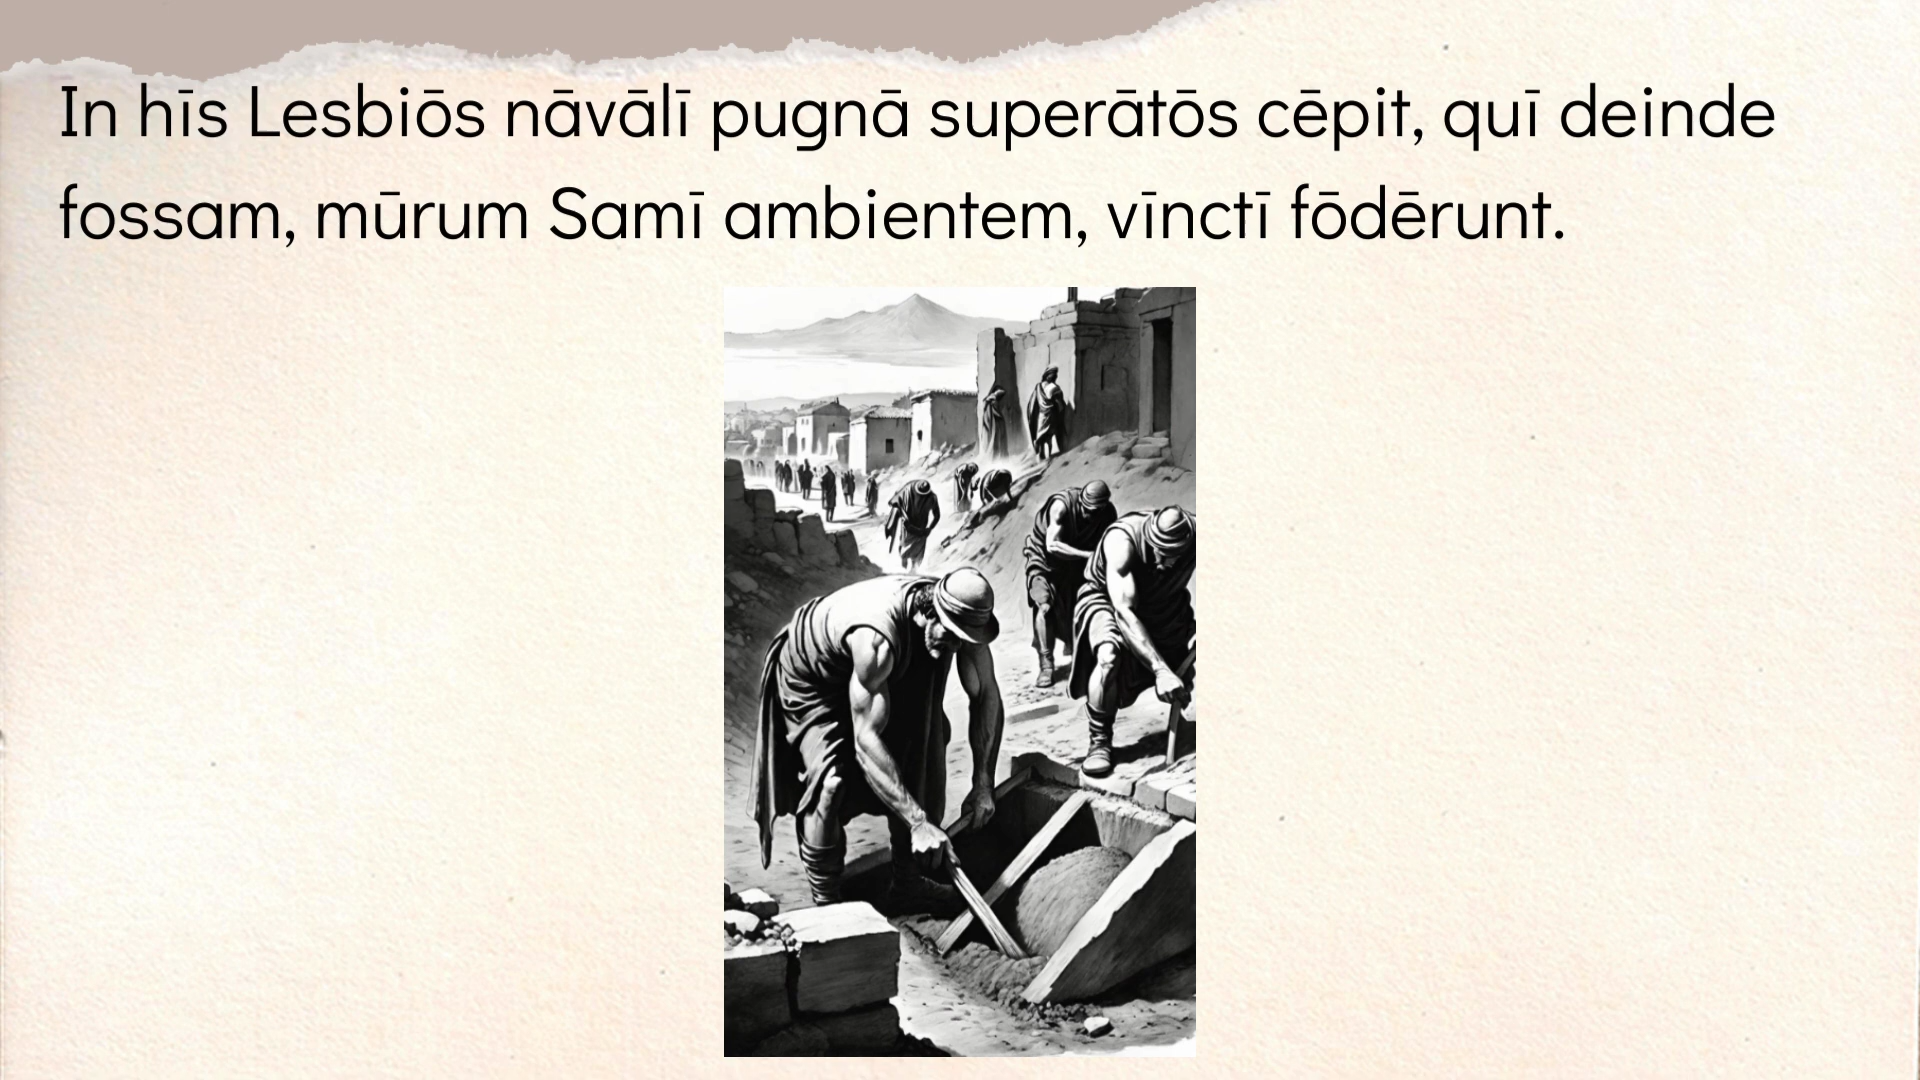 In hīs Lesbiōs nāvālī pugnā superātōs cēpit, quī deinde
fossam, mūrum Samī ambientem, vīnctī fōdērunt.